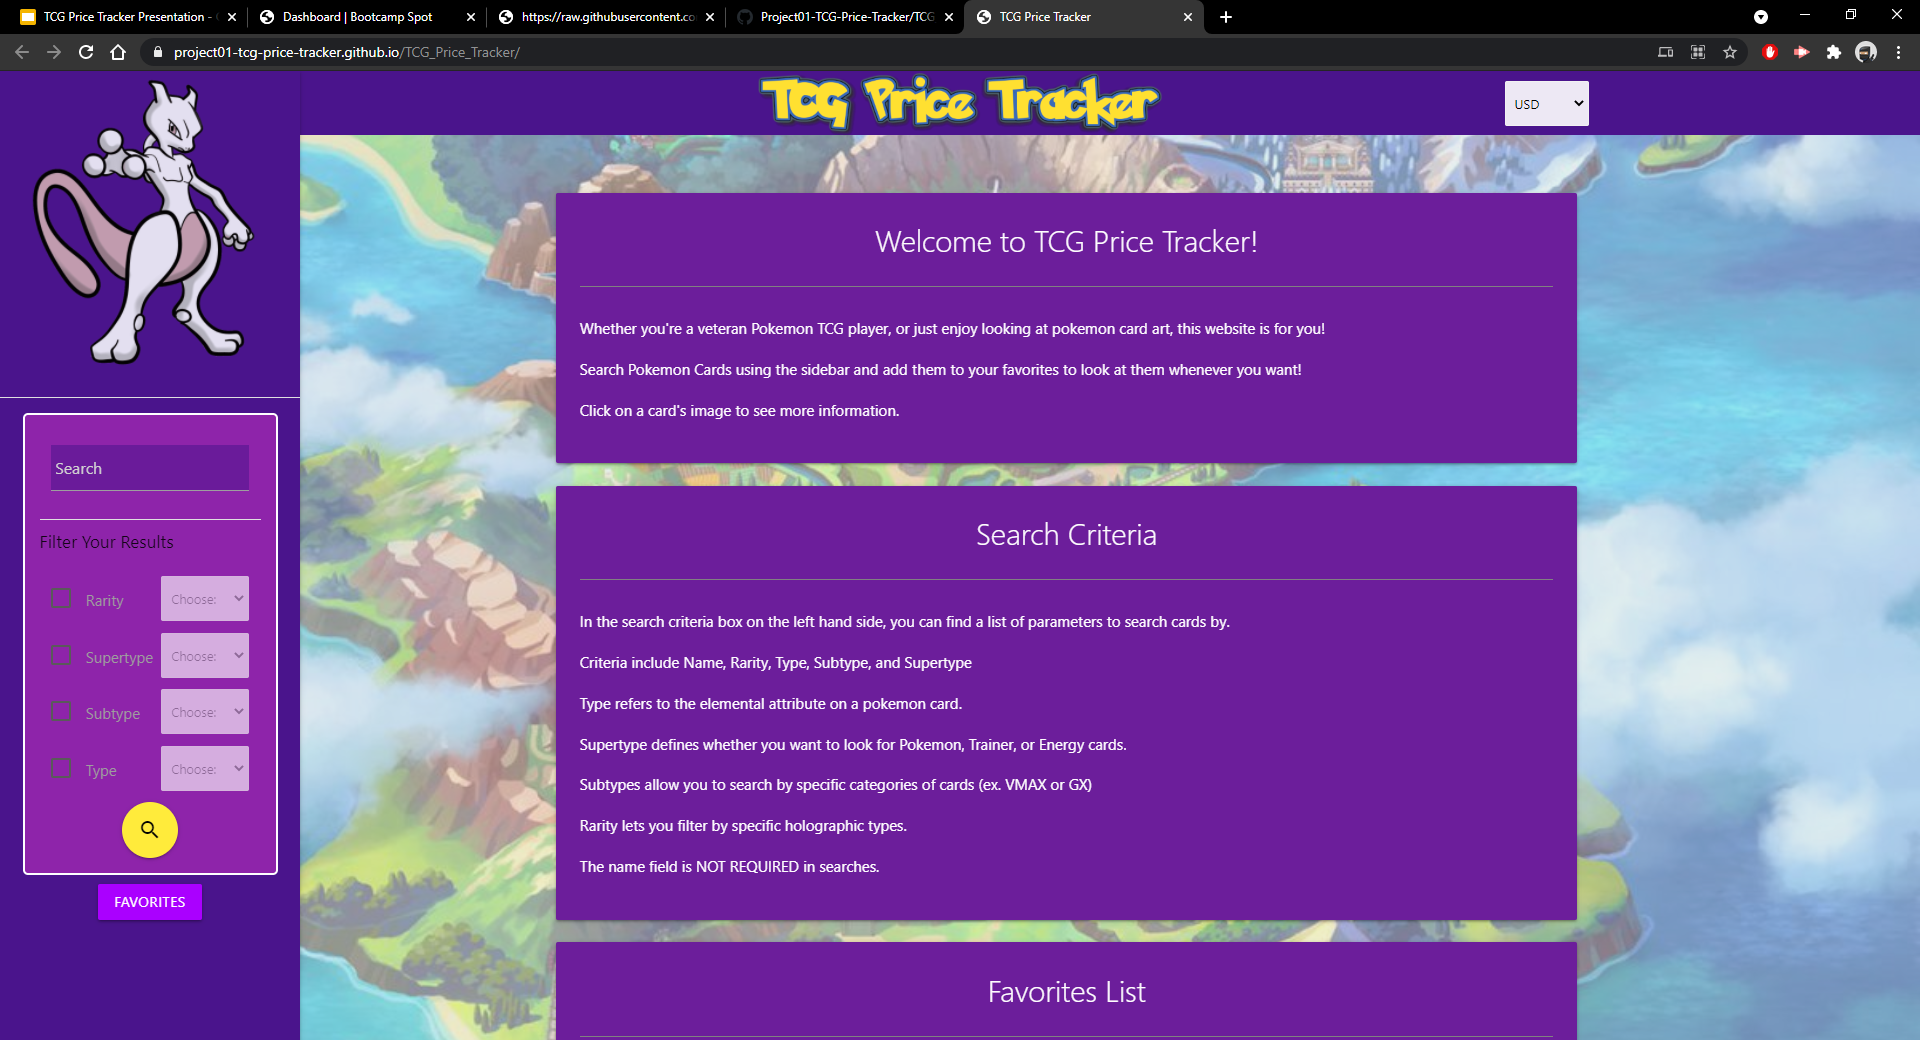 TCG Price Tracker Presentation -
Dashboard | Bootcamp Spot
https://raw.githubusercontent.co
Project01-TCG-Price-Tracker/TCG
TCG Price Tracker
project01-tcg-price-tracker.github.io/TCG_Price_Tracker/
TCG Price Tracker
USD
Welcome to TCG Price Tracker!
Whether you're a veteran Pokemon TCG player, or just enjoy looking at pokemon card art, this website is for you!
Search Pokemon Cards using the sidebar and add them to your favorites to look at them whenever you want!
Click on a card's image to see more information.
Search
Filter Your Results
Rarity Choose:
Supertype Choose:
Subtype Choose:
Type Choose:
FAVORITES
Search Criteria
In the search criteria box on the left hand side, you can find a list of parameters to search cards by.
Criteria include Name, Rarity, Type, Subtype, and Supertype
Type refers to the elemental attribute on a pokemon card.
Supertype defines whether you want to look for Pokemon, Trainer, or Energy cards.
Subtypes allow you to search by specific categories of cards (ex. VMAX or GX)
Rarity lets you filter by specific holographic types.
The name field is NOT REQUIRED in searches.
Favorites List